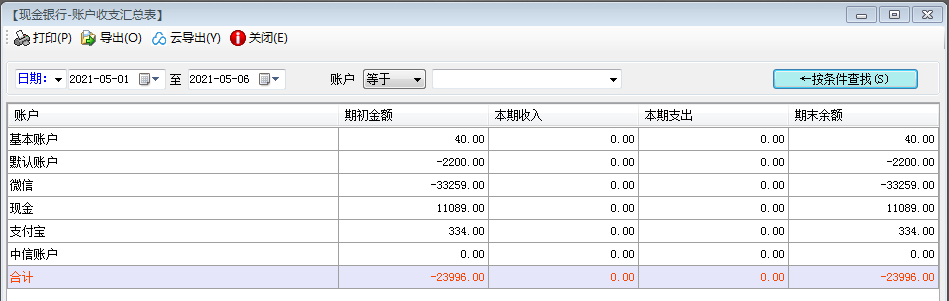 【现金银行-账户收支汇总表】
打印(P) 导出(O) 云导出(Y) 关闭(E)
日期: 2021-05-01 至 2021-05-06 账户 等于 ←按条件查找(S)
账户 期初金额 本期收入 本期支出 期末余额
基本账户 40.00 0.00 0.00 40.00
默认账户 -2200.00 0.00 0.00 -2200.00
微信 -33259.00 0.00 0.00 -33259.00
现金 11089.00 0.00 0.00 11089.00
支付宝 334.00 0.00 0.00 334.00
中信账户 0.00 0.00 0.00 0.00
合计 -23996.00 0.00 0.00 -23996.00